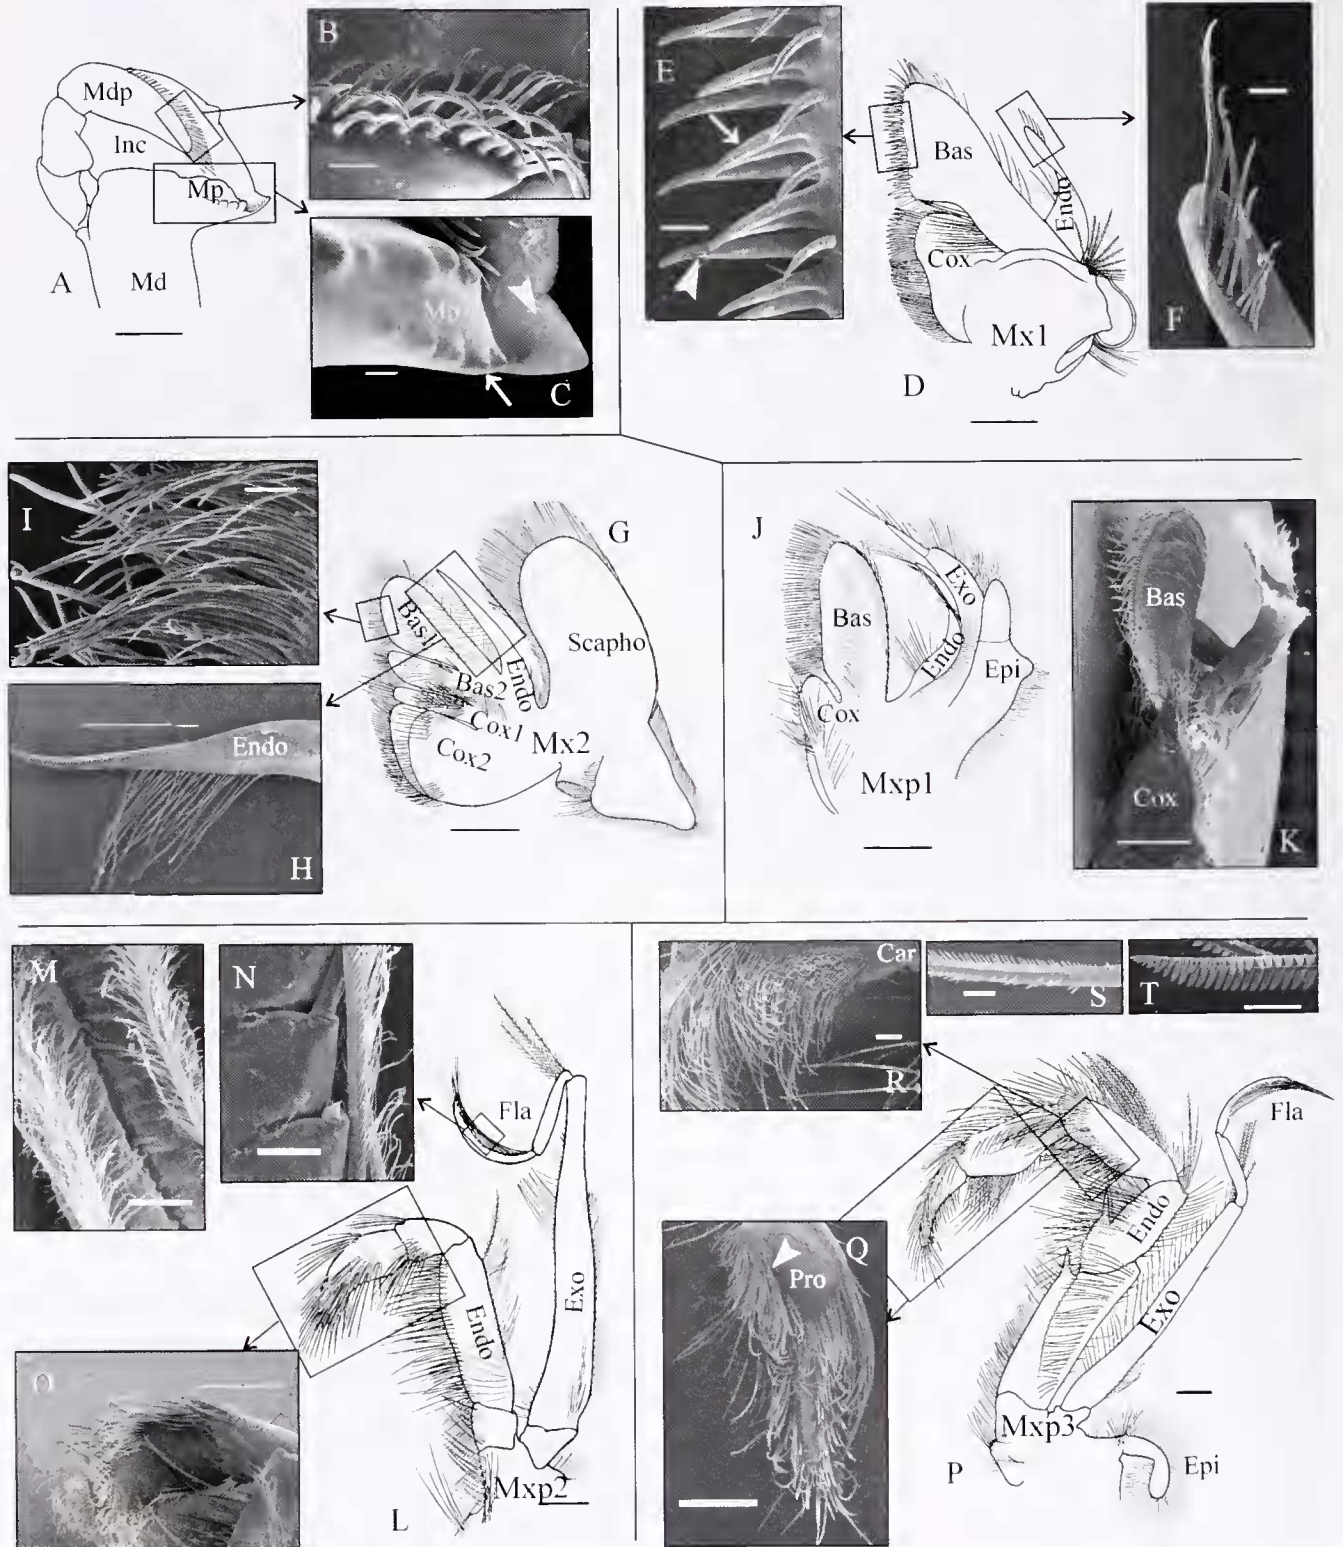 A
Mdp
Inc
Mp
Md
B
Mp
C
E
D
Bas
Endo
Cox
Mx1
F
I
H
Endo
G
Bas1
Bas2
Endo
Cox1
Cox2
Mx2
Scapho
J
Bas
Exo
Endo
Epi
Cox
Mxp1
Bas
Cox
K
M
N
Fla
Exo
Endo
Mxp2
L
O
Car
R
S
T
Fla
Endo
Exo
Q
Pro
Mxp3
P
Epi